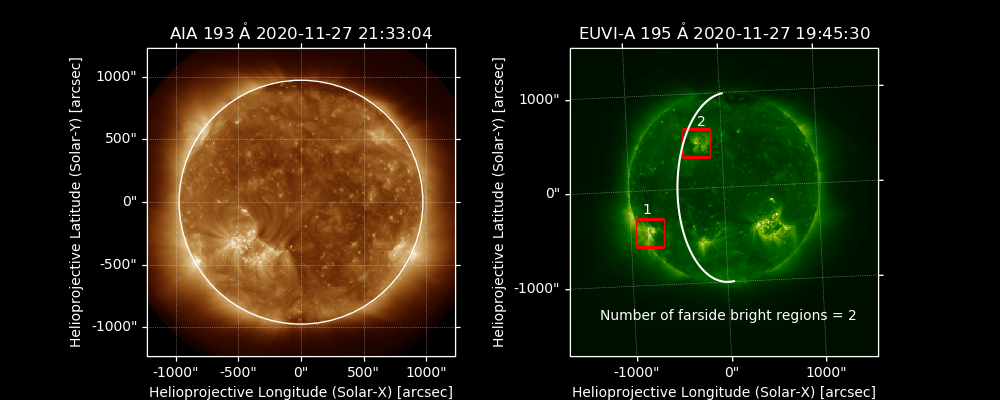 AIA 193 Å 2020-11-27 21:33:04
Helioprojective Latitude (Solar-Y) [arcsec]
1000"
500"
0"
-500"
-1000"
-1000"
-500"
0"
500"
1000"
Helioprojective Longitude (Solar-X) [arcsec]
EUVI-A 195 Å 2020-11-27 19:45:30
Helioprojective Latitude (Solar-Y) [arcsec]
1000"
0"
-1000"
2
1
Number of farside bright regions = 2
-1000"
0"
1000"
Helioprojective Longitude (Solar-X) [arcsec]